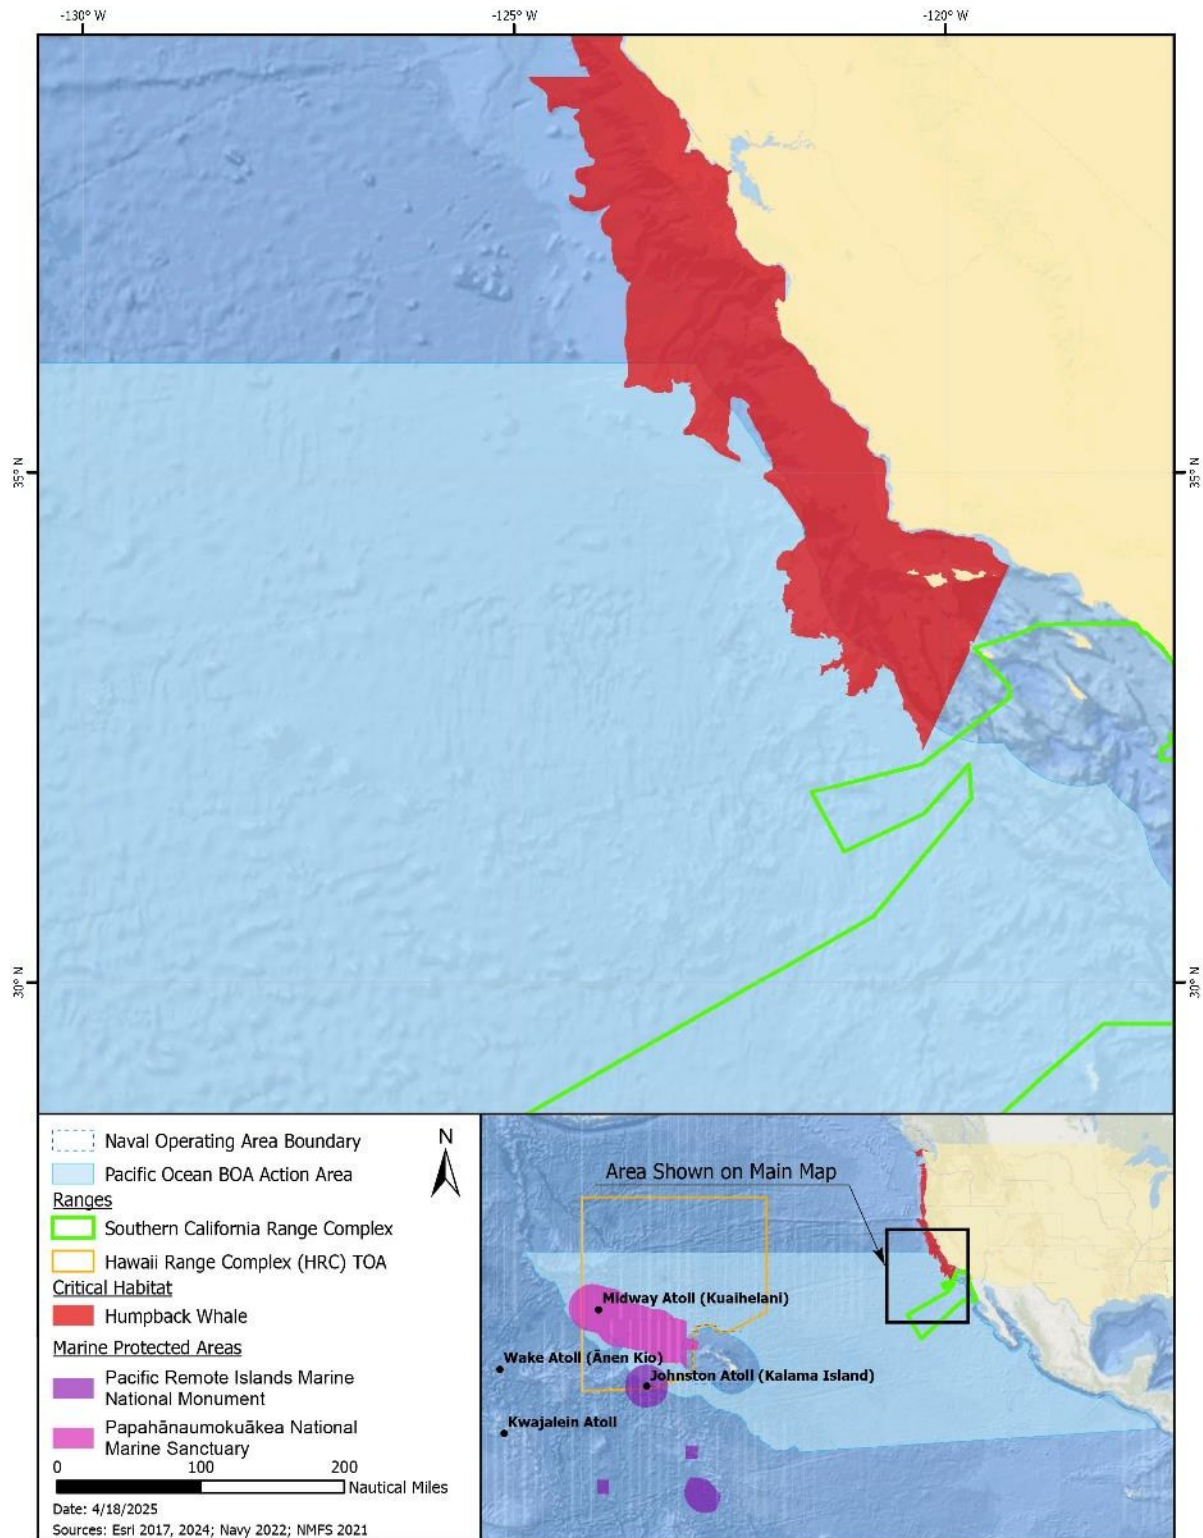 -130° W
-125° W
-120° W
35° N
35° N
30° N
30° N
Naval Operating Area Boundary
N
Pacific Ocean BOA Action Area
Ranges
Southern California Range Complex
Hawaii Range Complex (HRC) TOA
Critical Habitat
Humpback Whale
Marine Protected Areas
Pacific Remote Islands Marine
National Monument
Papahānaumokuākea National
Marine Sanctuary
0
100
200
Nautical Miles
Date: 4/18/2025
Sources: Esri 2017, 2024; Navy 2022; NMFS 2021
Area Shown on Main Map
Midway Atoll (Kuaihelani)
Wake Atoll (Ānen Kio)
Johnston Atoll (Kalama Island)
Kwajalein Atoll